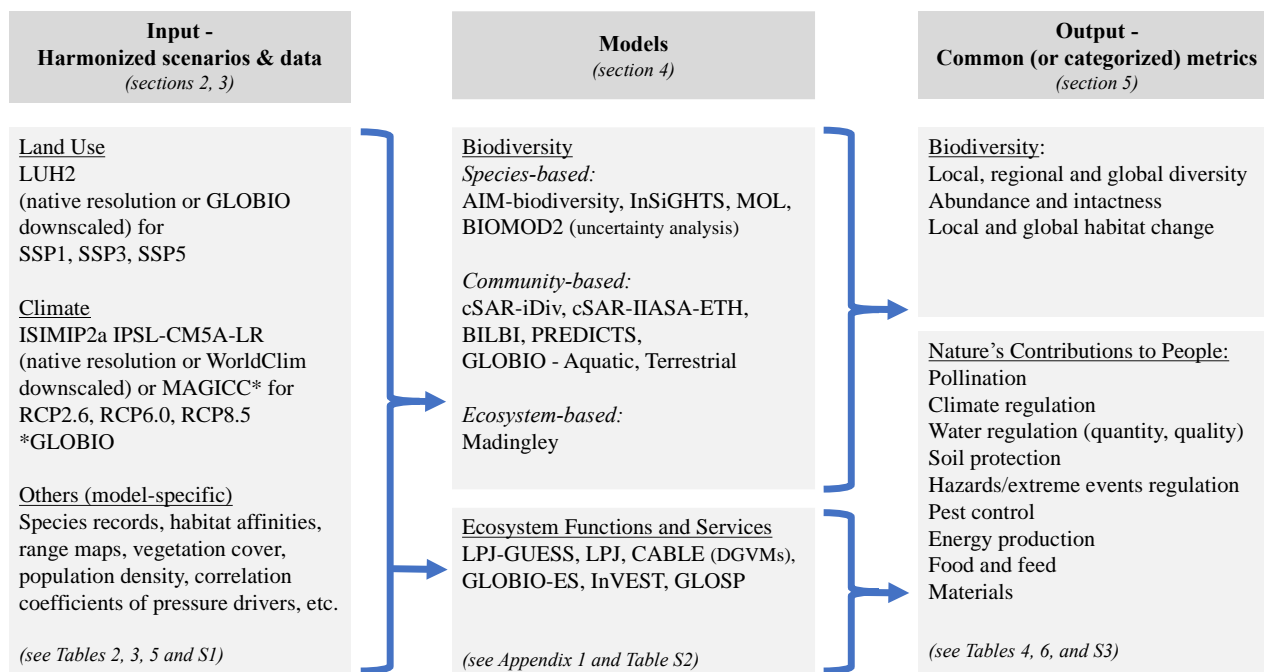 Input -
Harmonized scenarios & data
(sections 2, 3)
Land Use
LUH2
(native resolution or GLOBIO
downscaled) for
SSP1, SSP3, SSP5
Climate
ISIMIP2a IPSL-CM5A-LR
(native resolution or WorldClim
downscaled) or MAGICC* for
RCP2.6, RCP6.0, RCP8.5
*GLOBIO
Others (model-specific)
Species records, habitat affinities,
range maps, vegetation cover,
population density, correlation
coefficients of pressure drivers, etc.
(see Tables 2, 3, 5 and S1)
Models
(section 4)
Biodiversity
Species-based:
AIM-biodiversity, InSiGHTS, MOL,
BIOMOD2 (uncertainty analysis)
Community-based:
cSAR-iDiv, cSAR-IIASA-ETH,
BILBI, PREDICTS,
GLOBIO - Aquatic, Terrestrial
Ecosystem-based:
Madingley
Ecosystem Functions and Services
LPJ-GUESS, LPJ, CABLE (DGVMs),
GLOBIO-ES, InVEST, GLOSP
(see Appendix 1 and Table S2)
Output -
Common (or categorized) metrics
(section 5)
Biodiversity:
Local, regional and global diversity
Abundance and intactness
Local and global habitat change
Nature's Contributions to People:
Pollination
Climate regulation
Water regulation (quantity, quality)
Soil protection
Hazards/extreme events regulation
Pest control
Energy production
Food and feed
Materials
(see Tables 4, 6, and S3)